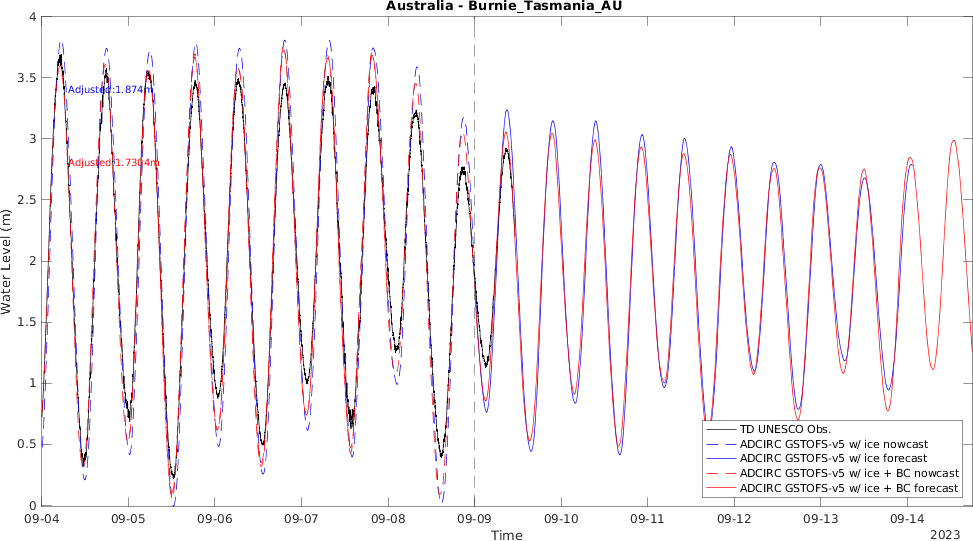 Australia - Burnie_Tasmania_AU
4
3.5
3
2.5
2
1.5
1
0.5
0
Water Level (m)
Adjusted:1.874m
Adjusted:1.7304m
TD UNESCO Obs.
ADCIRC GSTOFS-v5 w/ ice nowcast
ADCIRC GSTOFS-v5 w/ ice forecast
ADCIRC GSTOFS-v5 w/ ice + BC nowcast
ADCIRC GSTOFS-v5 w/ ice + BC forecast
09-04 09-05 09-06 09-07 09-08 09-09 09-10 09-11 09-12 09-13 09-14
Time
2023